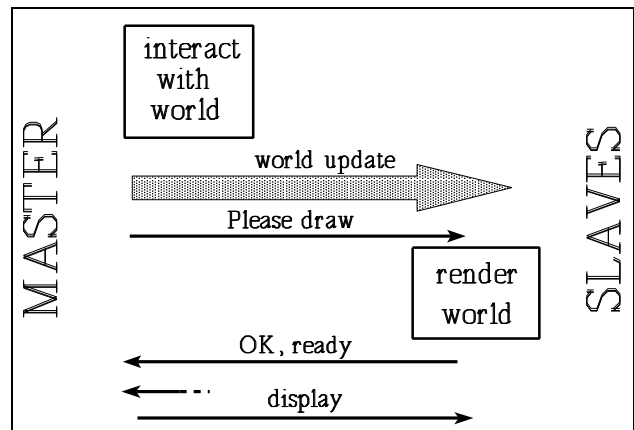 interact
with
world
MASTER
SLAVES
world update
Please draw
render
world
OK, ready
display